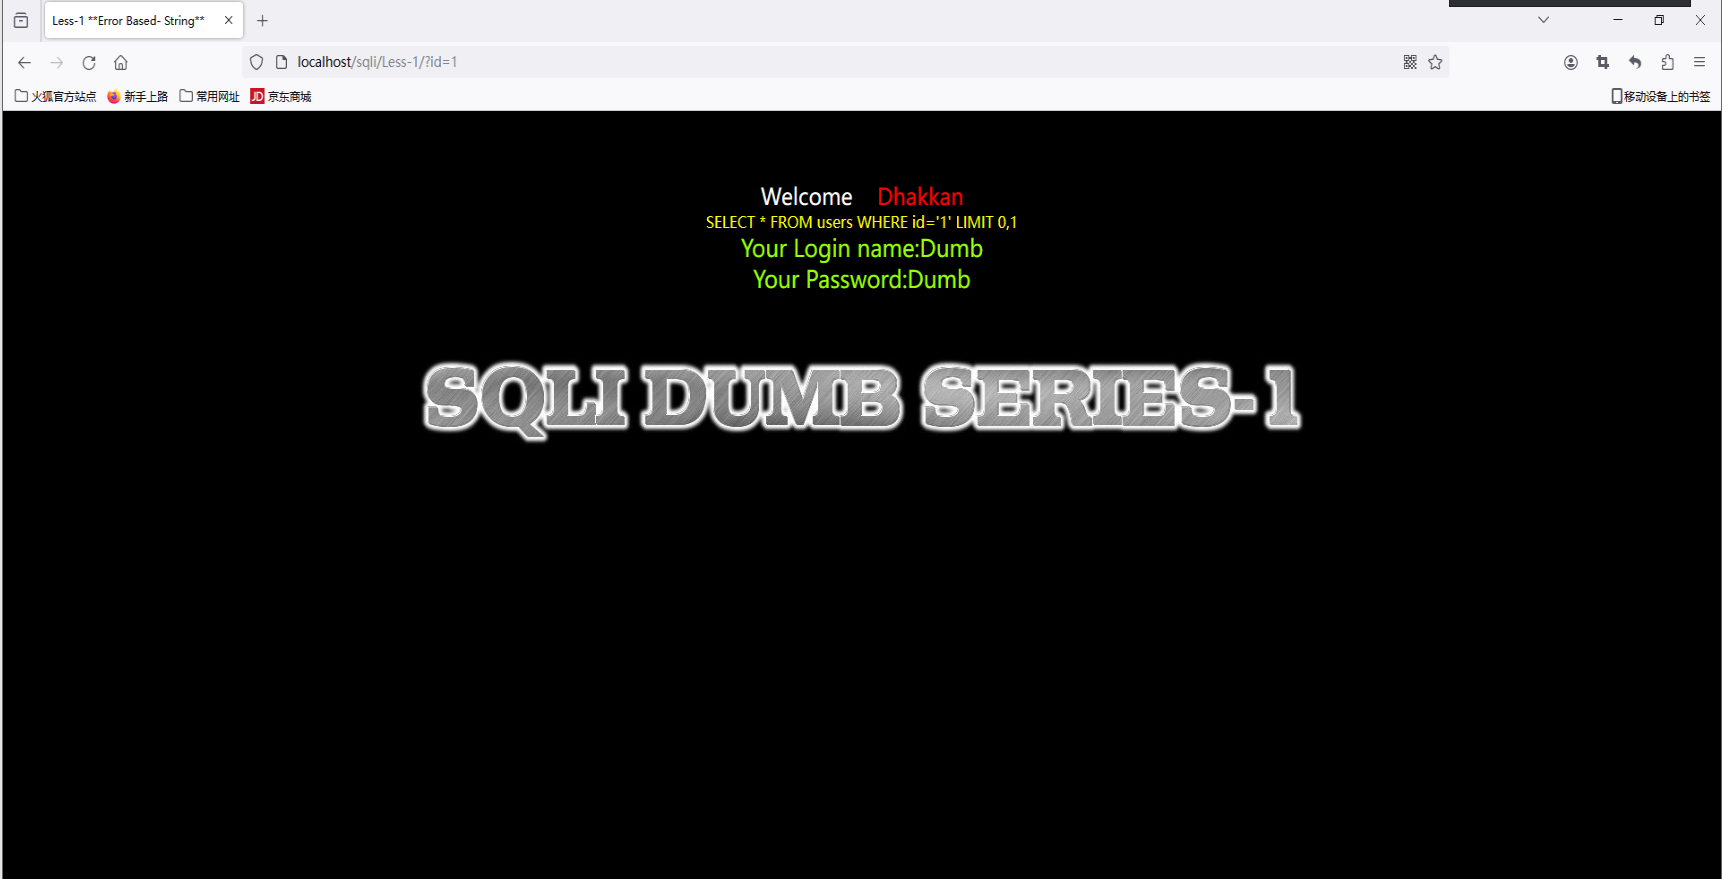 Less-1 **Error Based- String**
localhost/sqli/Less-1/?id=1
火狐官方站点 新手上路 常用网址 JD 京东商城 移动设备上的书签
Welcome Dhakkan
SELECT * FROM users WHERE id='1' LIMIT 0,1
Your Login name:Dumb
Your Password:Dumb
SQLI DUMB SERIES-1